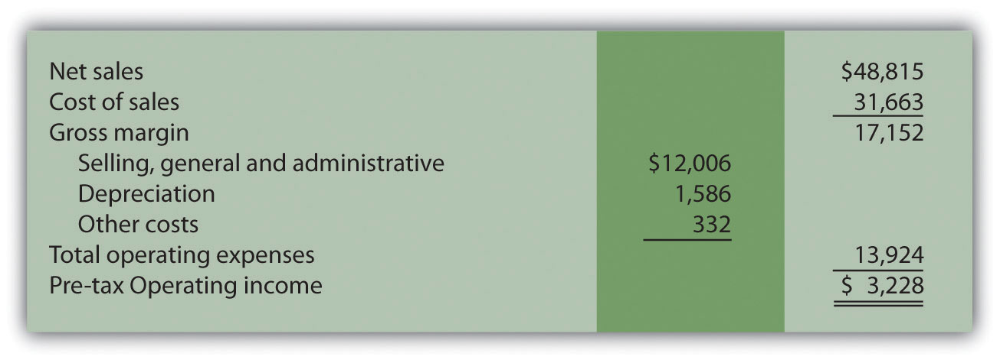 Net sales $48,815
Cost of sales 31,663
Gross margin 17,152
Selling, general and administrative $12,006
Depreciation 1,586
Other costs 332
Total operating expenses 13,924
Pre-tax Operating income $ 3,228